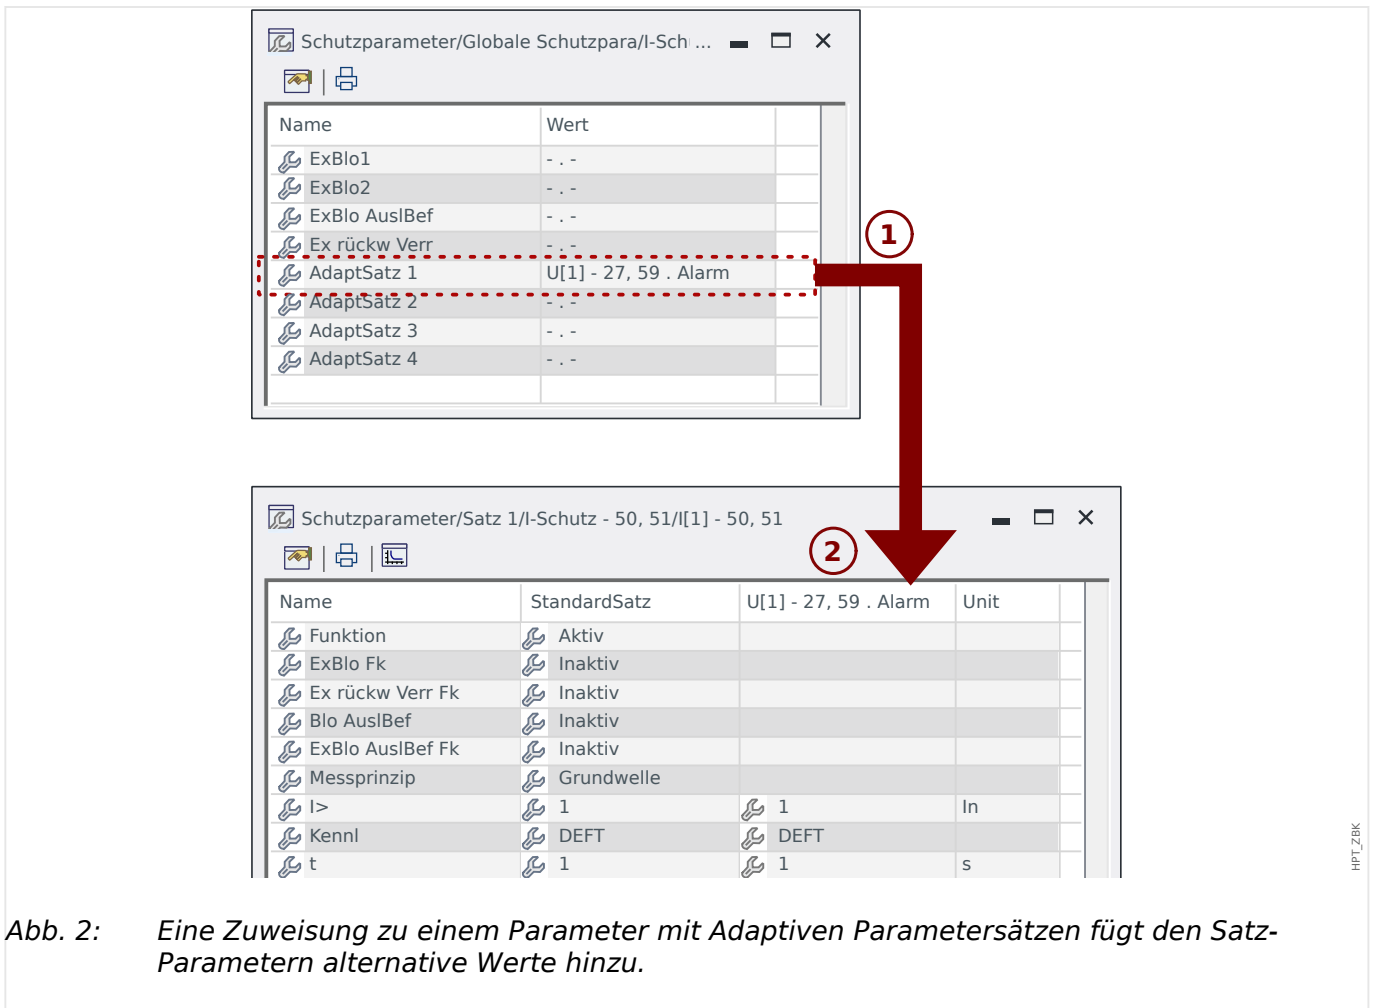 Schutzparameter/Globale Schutzpara/I-Sch ...
Name Wert
ExBlo1 - . -
ExBlo2 - . -
ExBlo AuslBef - . -
Ex rückw Verr - . -
AdaptSatz 1 U[1] - 27, 59 . Alarm
AdaptSatz 2 - . -
AdaptSatz 3 - . -
AdaptSatz 4 - . -
1
Schutzparameter/Satz 1/I-Schutz - 50, 51/I[1] - 50, 51
2
Name StandardSatz U[1] - 27, 59 . Alarm Unit
Funktion Aktiv
ExBlo Fk Inaktiv
Ex rückw Verr Fk Inaktiv
Blo AuslBef Inaktiv
ExBlo AuslBef Fk Inaktiv
Messprinzip Grundwelle
I> 1 1 In
Kennl DEFT DEFT
t 1 1 s
HPT_ZBK
Abb. 2: Eine Zuweisung zu einem Parameter mit Adaptiven Parametersätzen fügt den Satz-
Parametern alternative Werte hinzu.